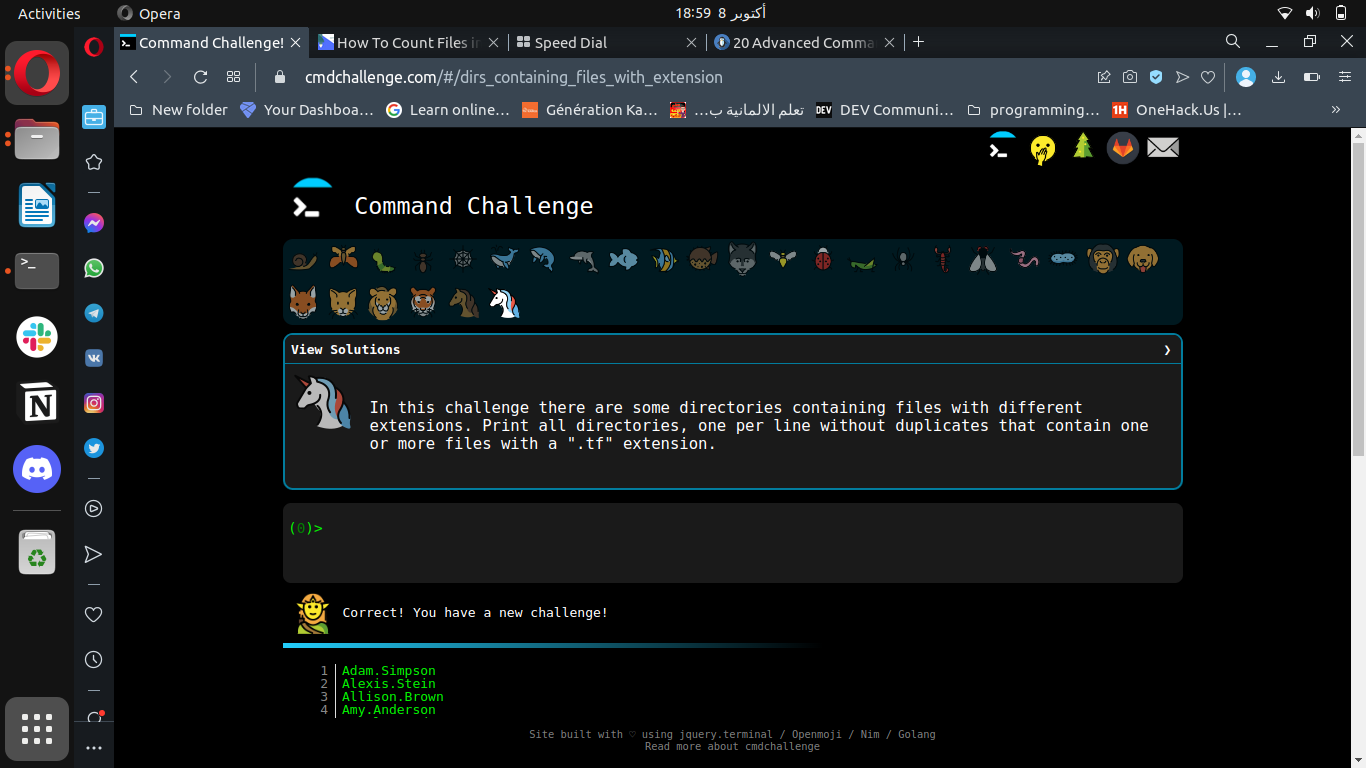 Activities
Opera
18:59 8 أكتوبر
Command Challenge!
How To Count Files in
Speed Dial
20 Advanced Comma
cmdchallenge.com/#/dirs_containing_files_with_extension
New folder
Your Dashboa…
Learn online…
Génération Ka…
تعلم الالمانية ب…
DEV
DEV Communi…
programming…
1H
OneHack.Us |…
>_
Command Challenge
View Solutions
In this challenge there are some directories containing files with different
extensions. Print all directories, one per line without duplicates that contain one
or more files with a ".tf" extension.
(0)>
Correct! You have a new challenge!
1 Adam.Simpson
2 Alexis.Stein
3 Allison.Brown
4 Amy.Anderson
Site built with ♡ using jquery.terminal / Openmoji / Nim / Golang
Read more about cmdchallenge